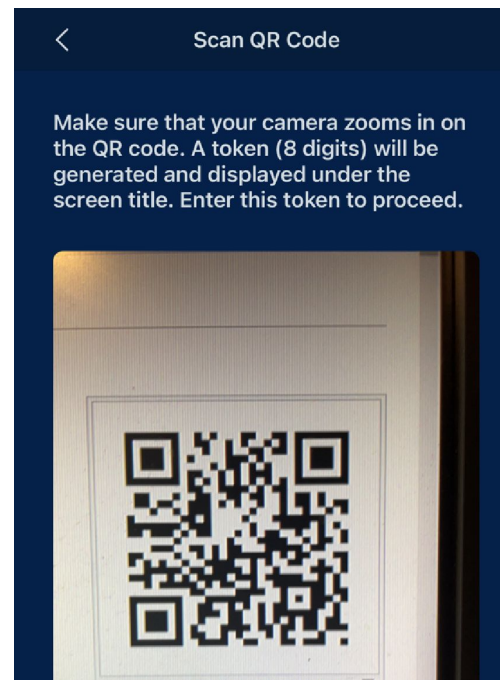 Scan QR Code
Make sure that your camera zooms in on
the QR code. A token (8 digits) will be
generated and displayed under the
screen title. Enter this token to proceed.